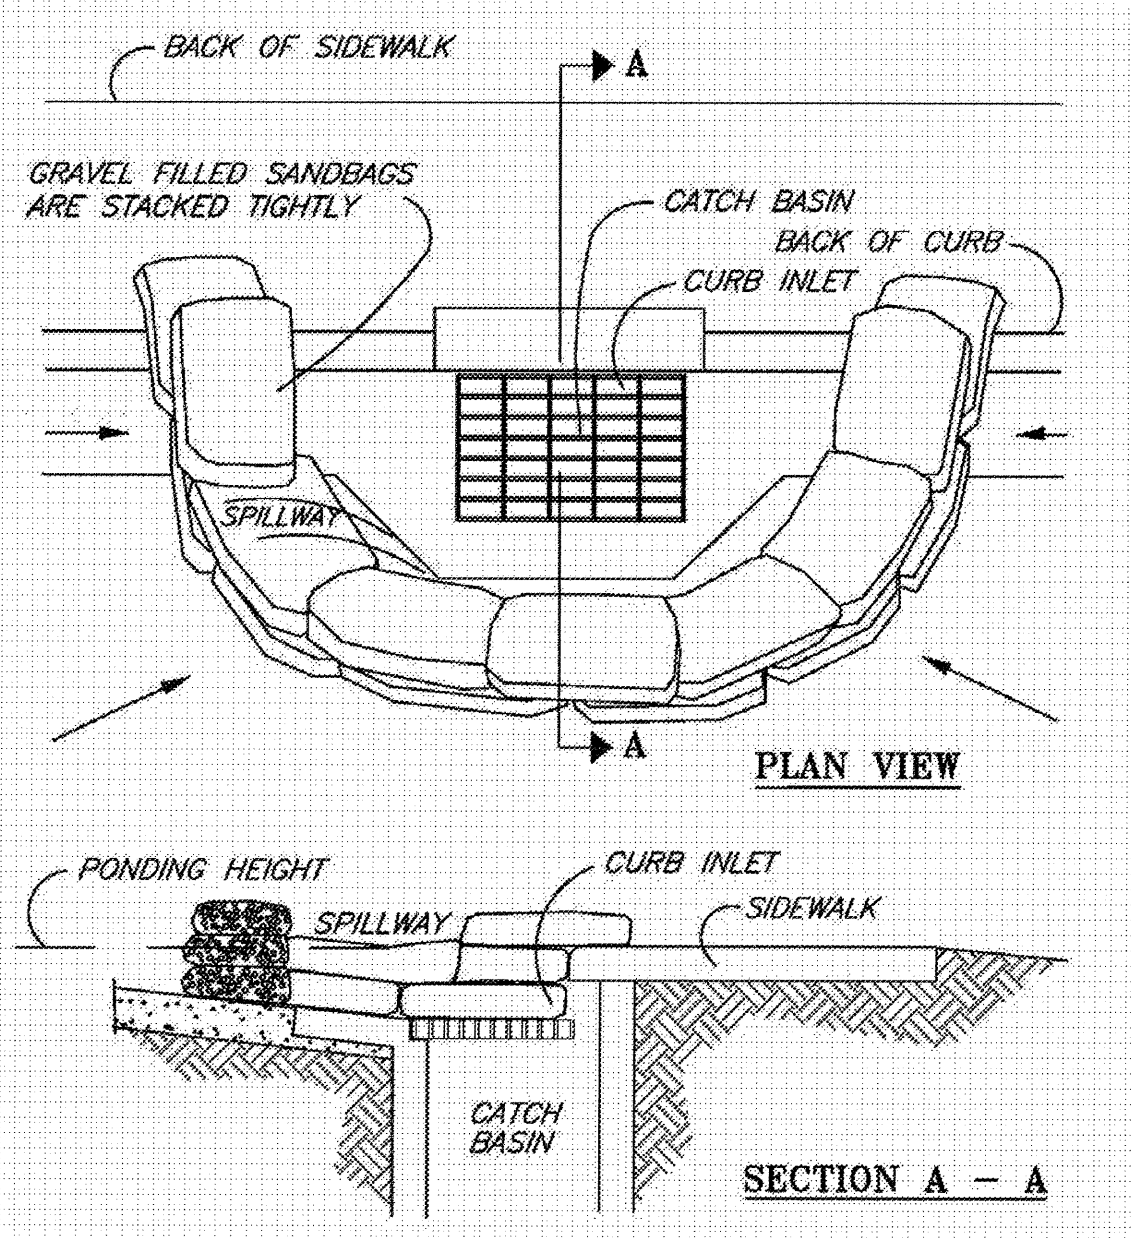 BACK OF SIDEWALK
A
GRAVEL FILLED SANDBAGS
ARE STACKED TIGHTLY
CATCH BASIN
BACK OF CURB
CURB INLET
SPILLWAY
A
PLAN VIEW
PONDING HEIGHT
CURB INLET
SPILLWAY
SIDEWALK
CATCH
BASIN
SECTION A - A